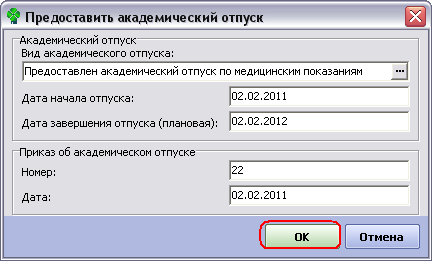 Предоставить академический отпуск
Академический отпуск
Вид академического отпуска:
Предоставлен академический отпуск по медицинским показаниям ...
Дата начала отпуска: 02.02.2011
Дата завершения отпуска (плановая): 02.02.2012
Приказ об академическом отпуске
Номер: 22
Дата: 02.02.2011
OK Отмена